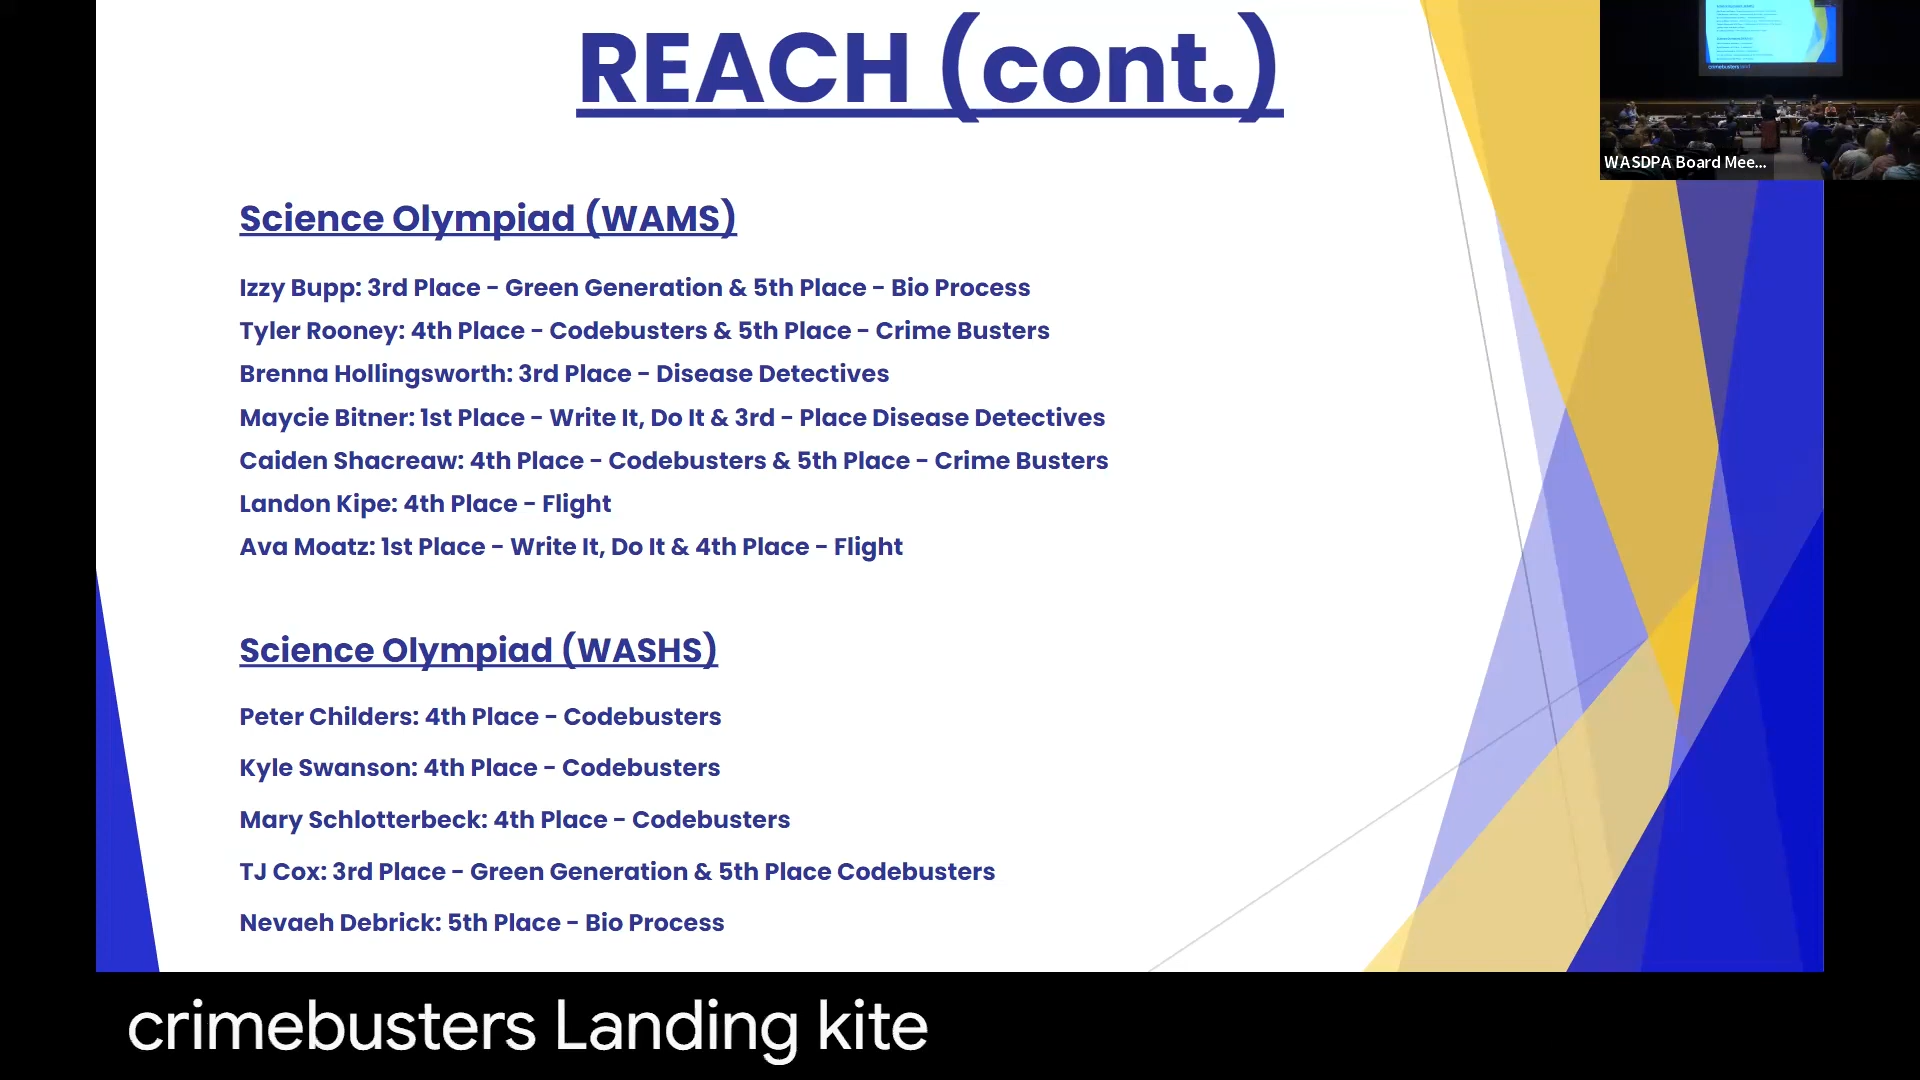 REACH (cont.)
WASDPA Board Mee...
Science Olympiad (WAMS)
Izzy Bupp: 3rd Place - Green Generation & 5th Place - Bio Process
Tyler Rooney: 4th Place - Codebusters & 5th Place - Crime Busters
Brenna Hollingsworth: 3rd Place - Disease Detectives
Maycie Bitner: 1st Place - Write It, Do It & 3rd - Place Disease Detectives
Caiden Shacreaw: 4th Place - Codebusters & 5th Place - Crime Busters
Landon Kipe: 4th Place - Flight
Ava Moatz: 1st Place - Write It, Do It & 4th Place - Flight
Science Olympiad (WASHS)
Peter Childers: 4th Place - Codebusters
Kyle Swanson: 4th Place - Codebusters
Mary Schlotterbeck: 4th Place - Codebusters
TJ Cox: 3rd Place - Green Generation & 5th Place Codebusters
Nevaeh Debrick: 5th Place - Bio Process
crimebusters Landing kite